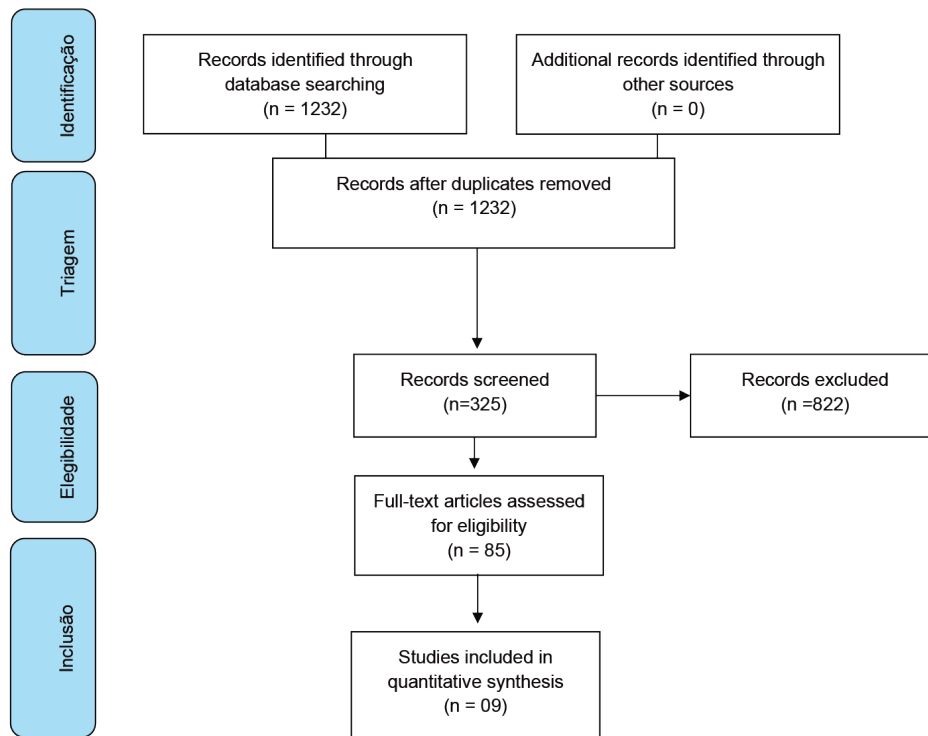 Identificação
Records identified through
database searching
(n = 1232)
Additional records identified through
other sources
(n = 0)
Triagem
Records after duplicates removed
(n = 1232)
Elegibilidade
Records screened
(n=325)
Records excluded
(n =822)
Full-text articles assessed
for eligibility
(n = 85)
Inclusão
Studies included in
quantitative synthesis
(n = 09)